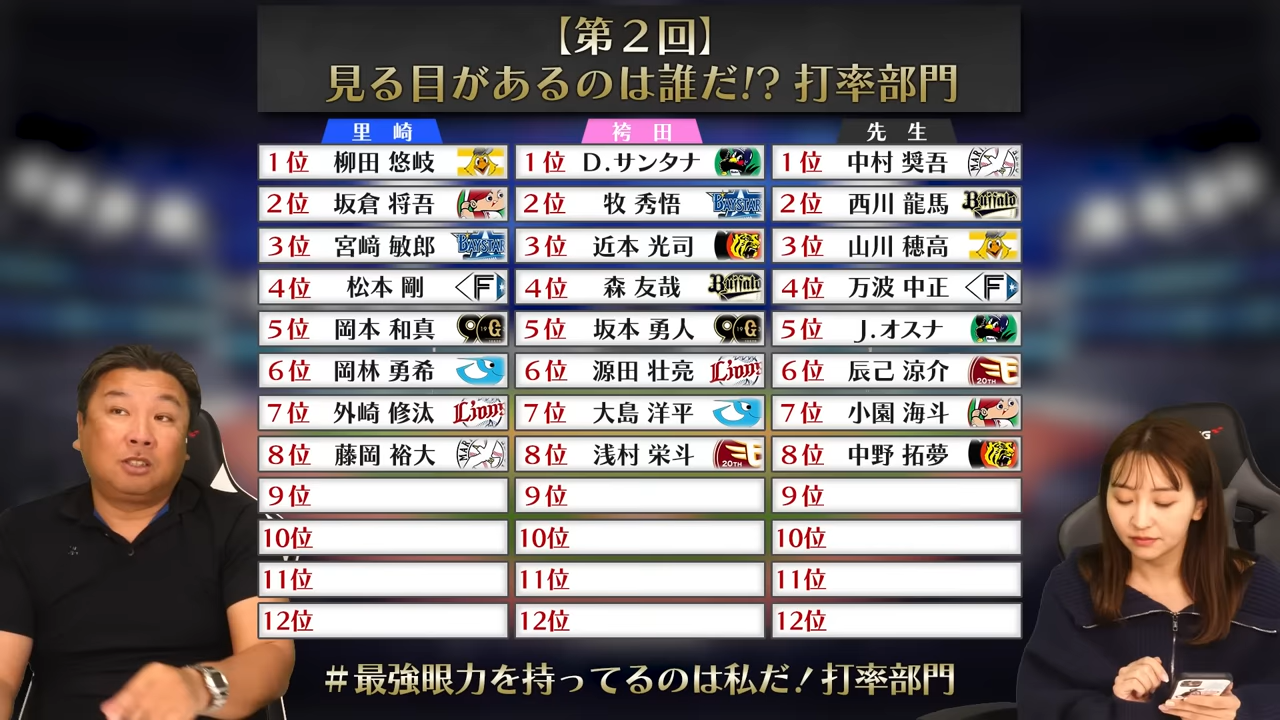 【第２回】
見る目があるのは誰だ!? 打率部門
里崎 袴田 先生
1位 柳田 悠岐 1位 D.サンタナ 1位 中村 奨吾
2位 坂倉 将吾 2位 牧 秀悟 2位 西川 龍馬
3位 宮﨑 敏郎 3位 近本 光司 3位 山川 穂高
4位 松本 剛 4位 森 友哉 4位 万波 中正
5位 岡本 和真 5位 坂本 勇人 5位 J.オスナ
6位 岡林 勇希 6位 源田 壮亮 6位 辰己 涼介
7位 外崎 修汰 7位 大島 洋平 7位 小園 海斗
8位 藤岡 裕大 8位 浅村 栄斗 8位 中野 拓夢
9位 9位 9位
10位 10位 10位
11位 11位 11位
12位 12位 12位
#最強眼力を持ってるのは私だ！打率部門